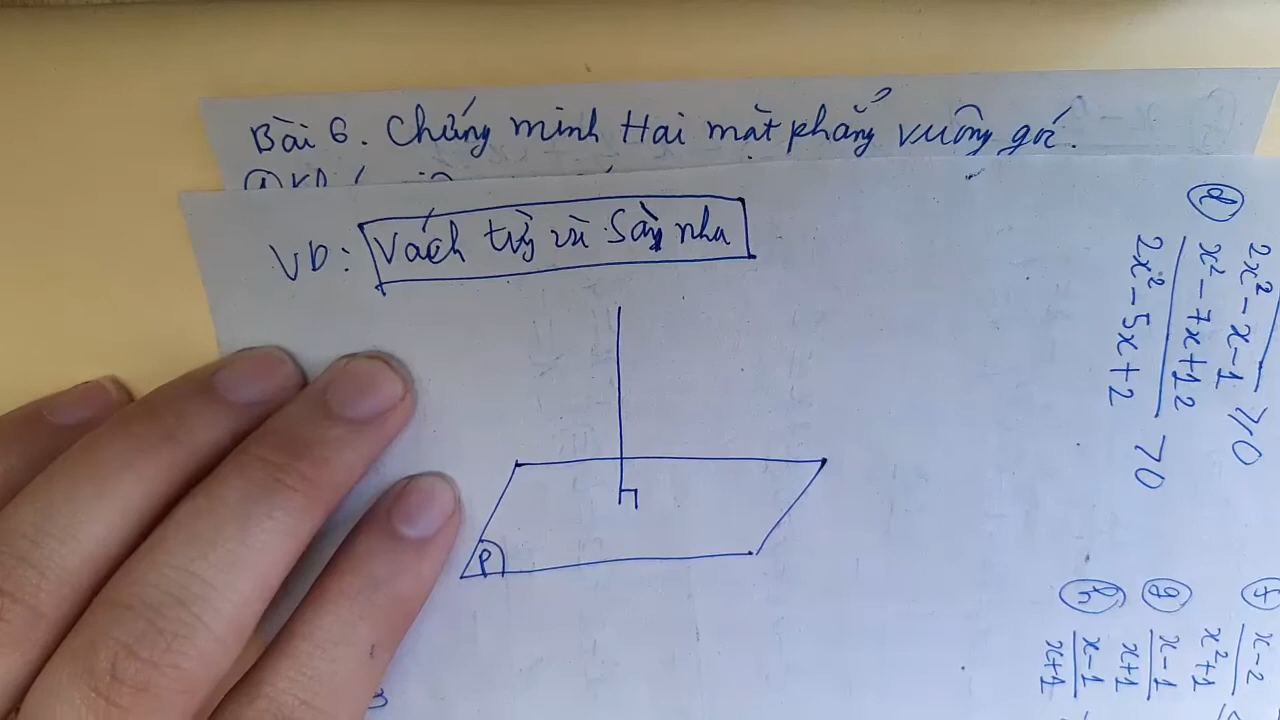 Bài 6. Chứng minh Hai mặt phẳng vuông góc.
VD: Vách tủ và sàn nhà
P
d
2x² - x - 1
x² - 7x + 12 ≥ 0
2x² - 5x + 2 > 0
f
x - 2
x² + 1
g
x - 1
x + 1
h
x - 1
x + 1